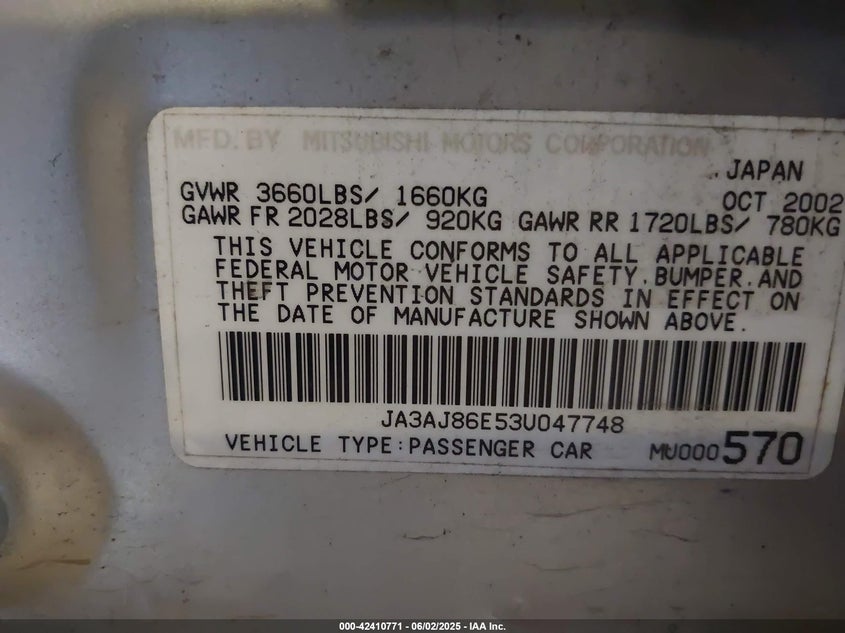 MFD. BY MITSUBISHI MOTORS CORPORATION
JAPAN
GVWR 3660LBS/ 1660KG OCT 2002
GAWR FR 2028LBS/ 920KG GAWR RR 1720LBS/ 780KG
THIS VEHICLE CONFORMS TO ALL APPLICABLE
FEDERAL MOTOR VEHICLE SAFETY, BUMPER, AND
THEFT PREVENTION STANDARDS IN EFFECT ON
THE DATE OF MANUFACTURE SHOWN ABOVE.
JA3AJ86E53U047748
VEHICLE TYPE:PASSENGER CAR MU000570
000-42410771 - 06/02/2025 - IAA Inc.